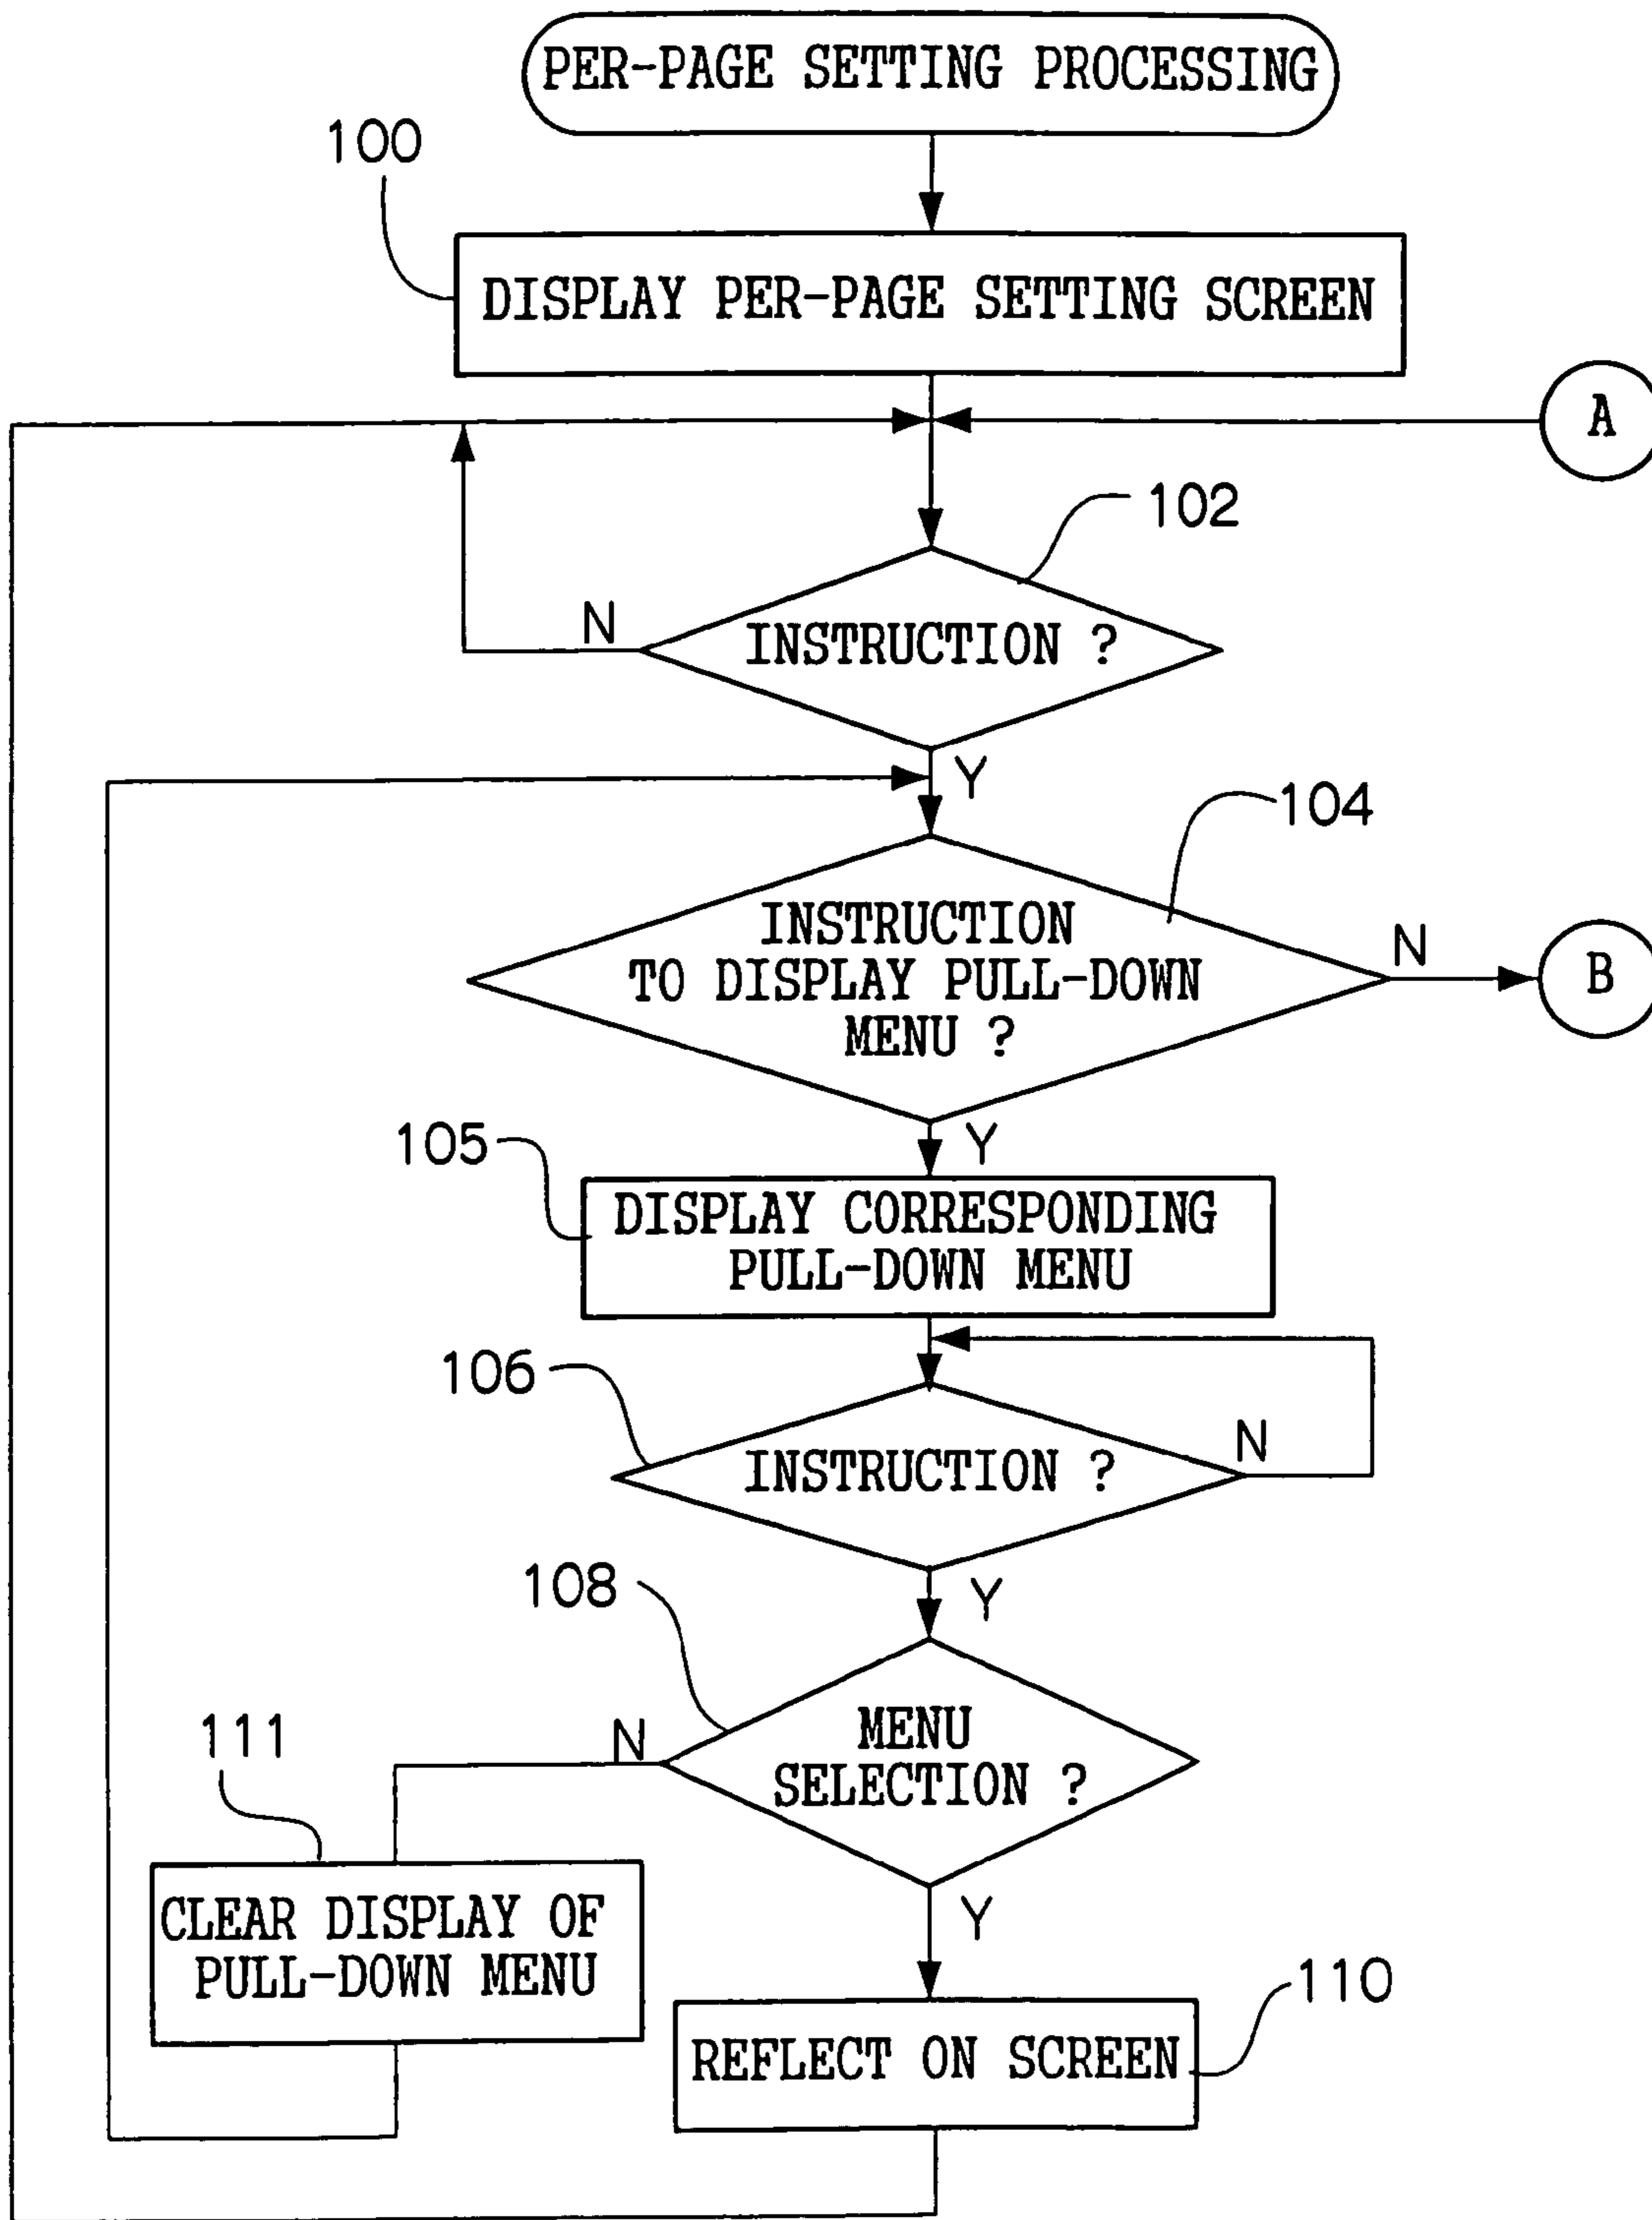 PER-PAGE SETTING PROCESSING
100
DISPLAY PER-PAGE SETTING SCREEN
A
102
N
INSTRUCTION ?
Y
104
INSTRUCTION
TO DISPLAY PULL-DOWN
MENU ?
N
B
Y
105
DISPLAY CORRESPONDING
PULL-DOWN MENU
106
INSTRUCTION ?
N
Y
108
MENU
SELECTION ?
N
111
Y
CLEAR DISPLAY OF
PULL-DOWN MENU
110
REFLECT ON SCREEN